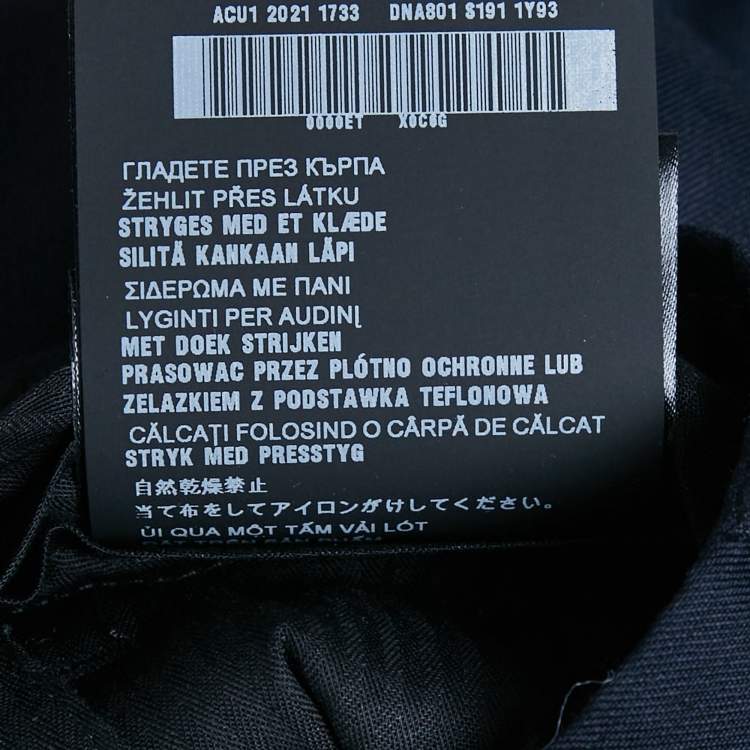 ACU1 2021 1733 DNA801 S191 1Y93
0000ET X0C0G
ГЛАДЕТЕ ПРЕЗ КЪРПА
ŽEHLIT PŘES LÁTKU
STRYGES MED ET KLÆDE
SILITÄ KANKAAN LÄPI
ΣΙΔΕΡΩΜΑ ΜΕ ΠΑΝΙ
LYGINTI PER AUDINĮ
MET DOEK STRIJKEN
PRASOWAC PRZEZ PLÓTNO OCHRONNE LUB
ZELAZKIEM Z PODSTAWKA TEFLONOWA
CĂLCAȚI FOLOSIND O CÂRPĂ DE CĂLCAT
STRYK MED PRESSTYG
自然乾燥禁止
当て布をしてアイロンがけしてください。
ỦI QUA MỘT TẤM VẢI LÓT